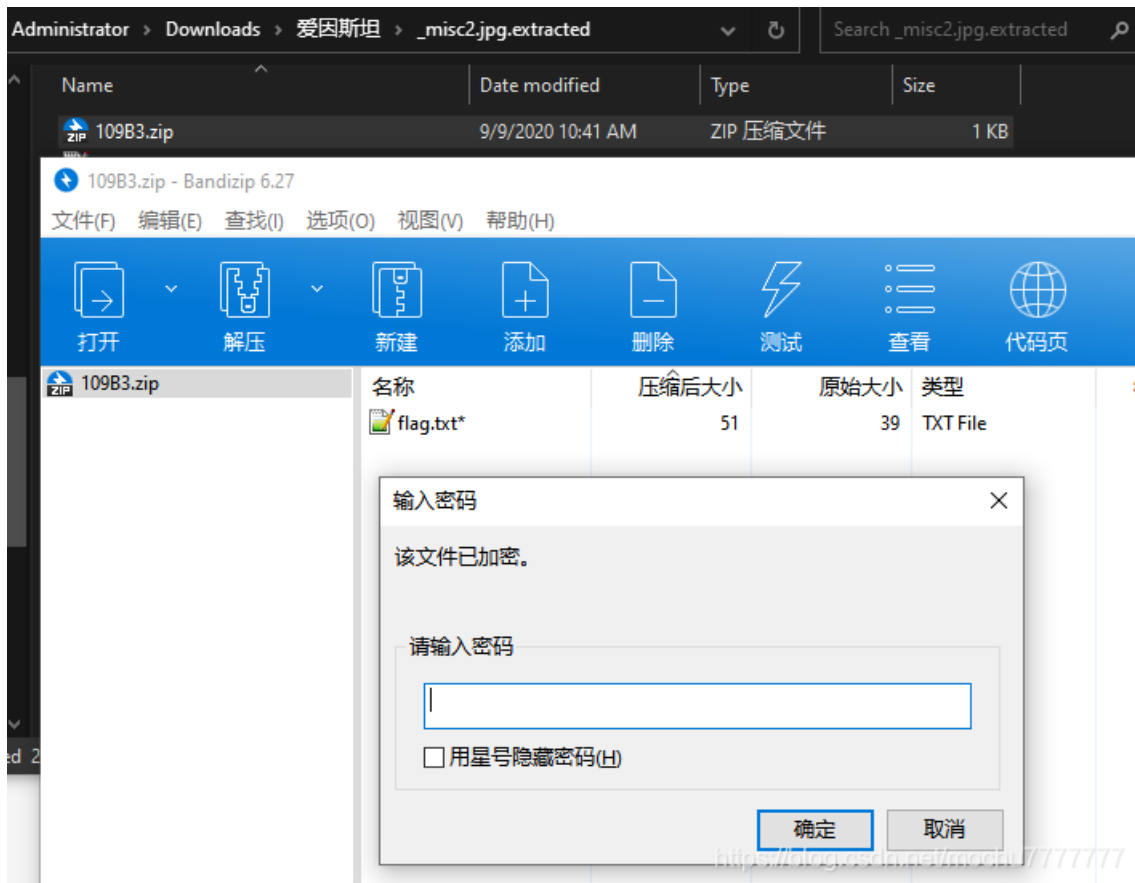 Administrator > Downloads > 爱因斯坦 > _misc2.jpg.extracted
Search _misc2.jpg.extracted
Name Date modified Type Size
109B3.zip 9/9/2020 10:41 AM ZIP 压缩文件 1 KB
109B3.zip - Bandizip 6.27
文件(F) 编辑(E) 查找(I) 选项(O) 视图(V) 帮助(H)
打开 解压 新建 添加 删除 测试 查看 代码页
109B3.zip
名称 压缩后大小 原始大小 类型
flag.txt* 51 39 TXT File
输入密码
该文件已加密。
请输入密码
用星号隐藏密码(H)
ed 2
确定 取消
https://blog.csdn.net/mochu7777777